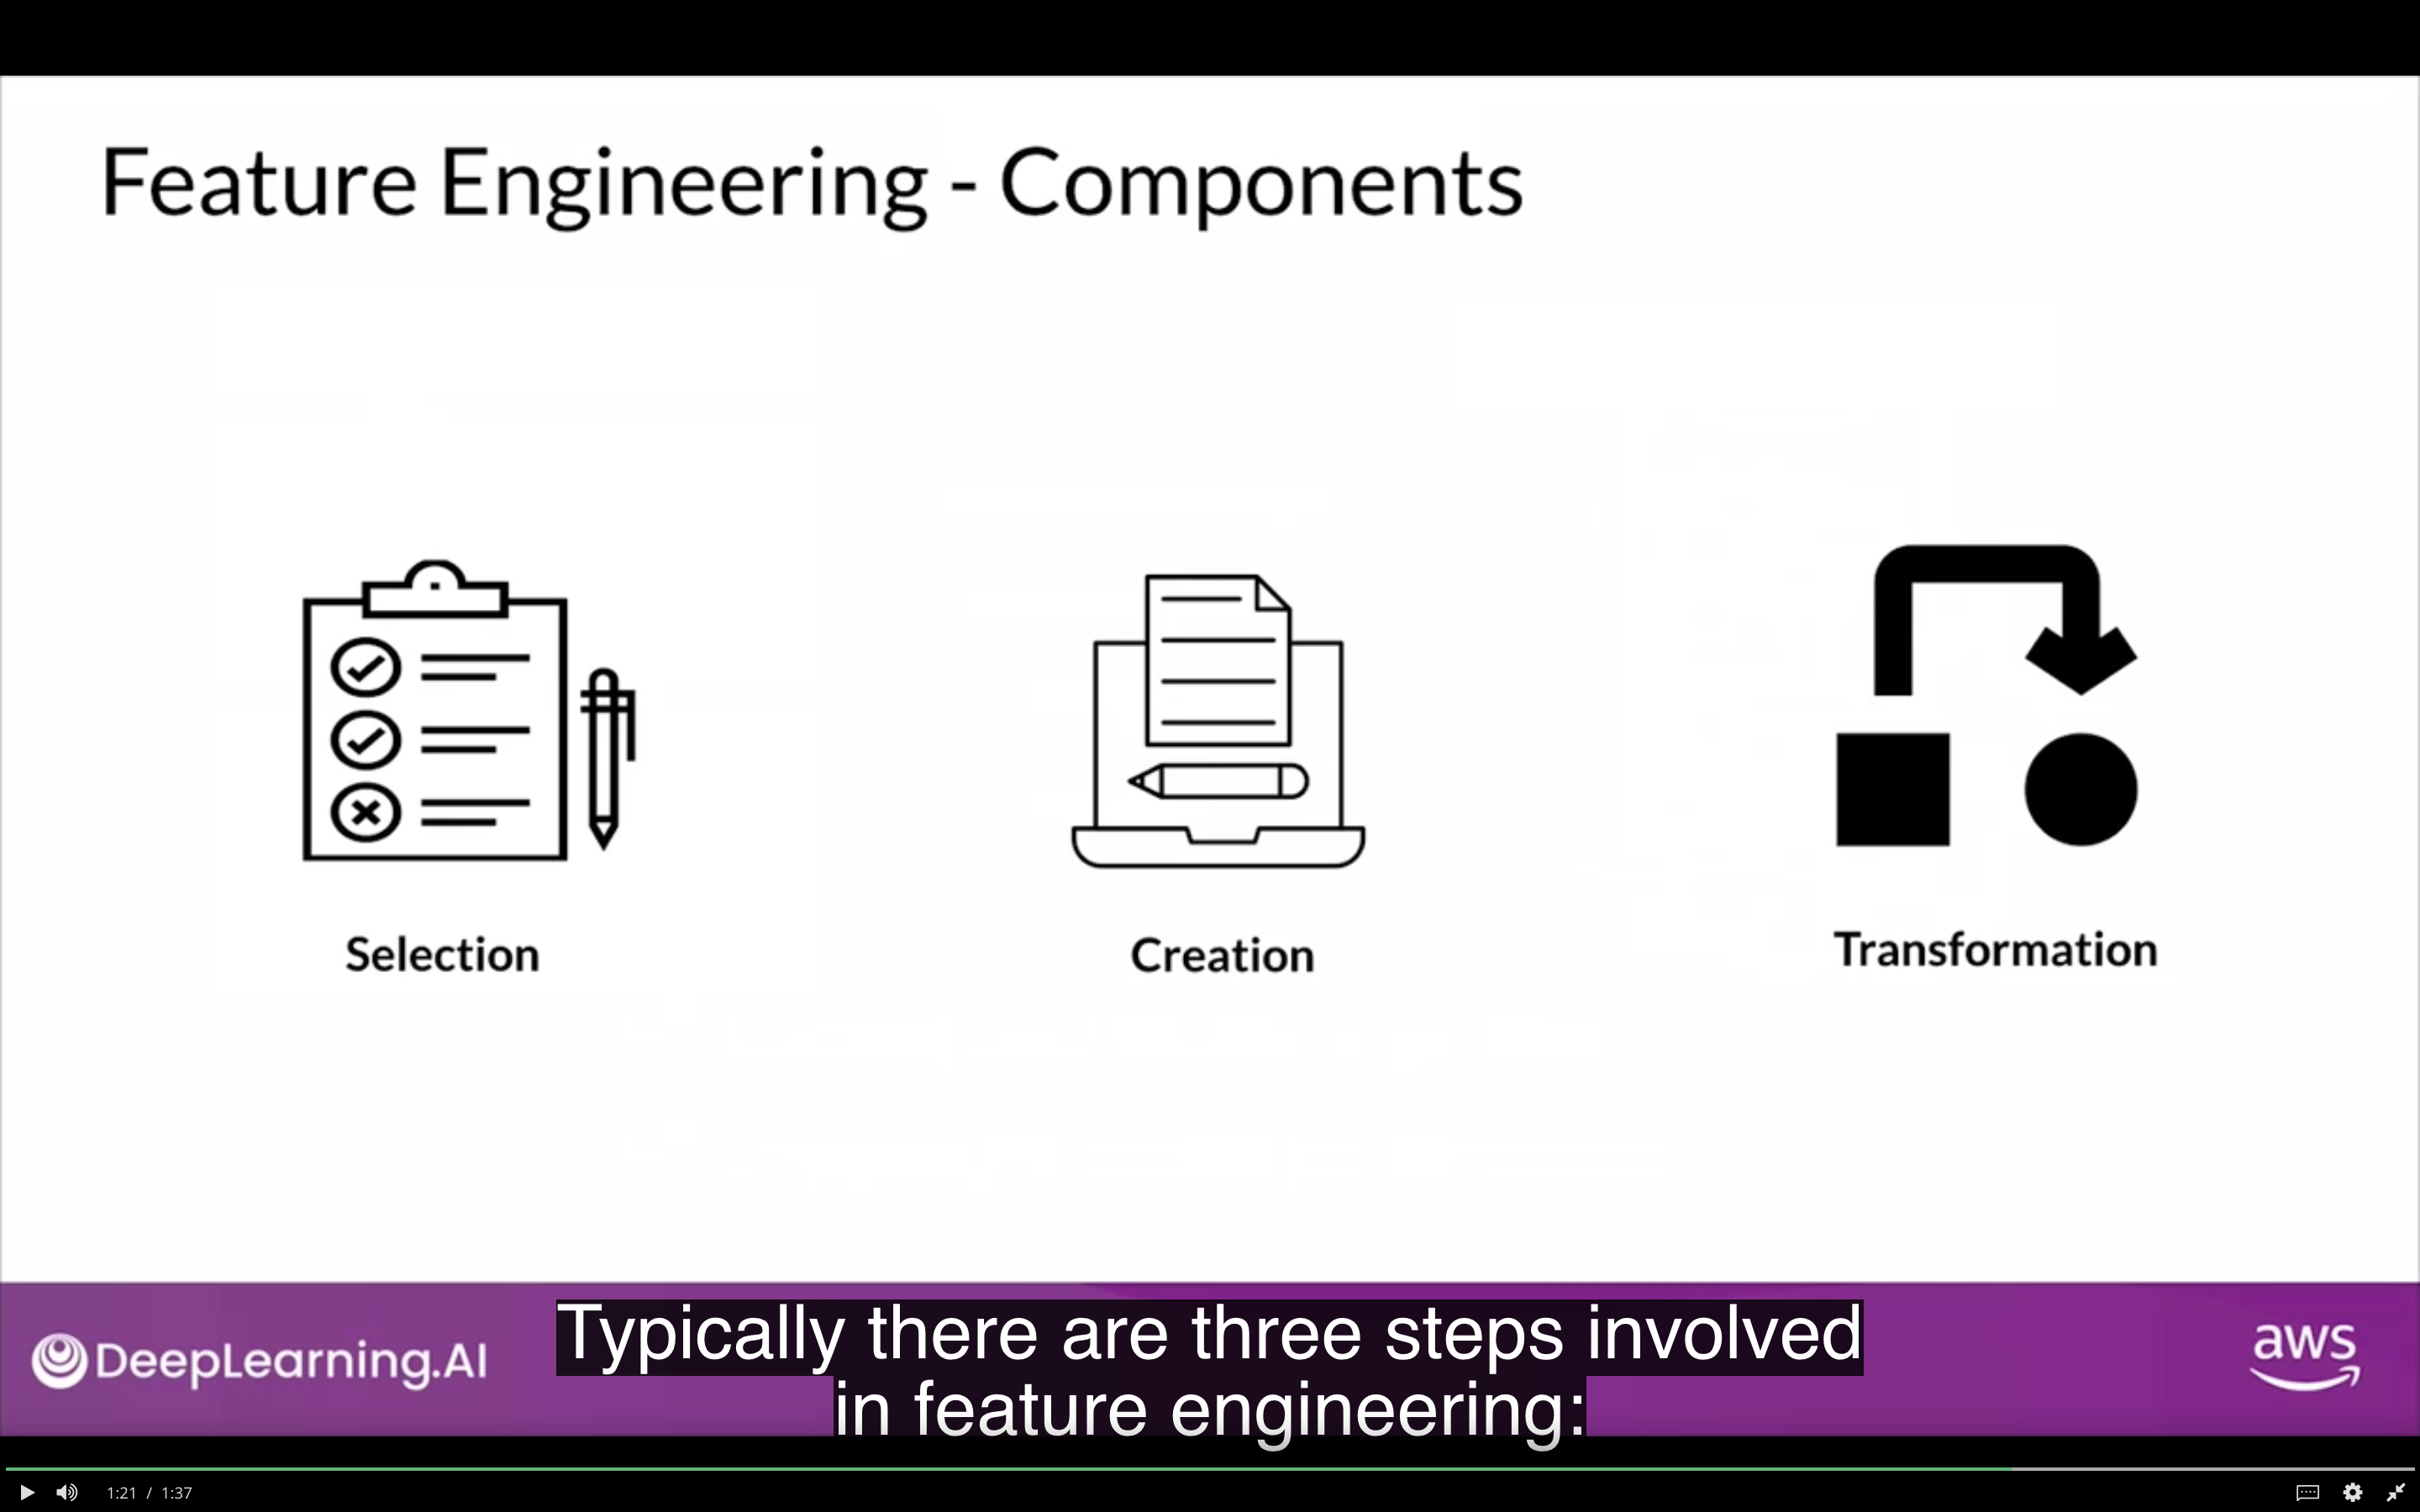 Feature Engineering - Components
Selection
Creation
Transformation
DeepLearning.AI
Typically there are three steps involved
in feature engineering:
aws
1:21 / 1:37